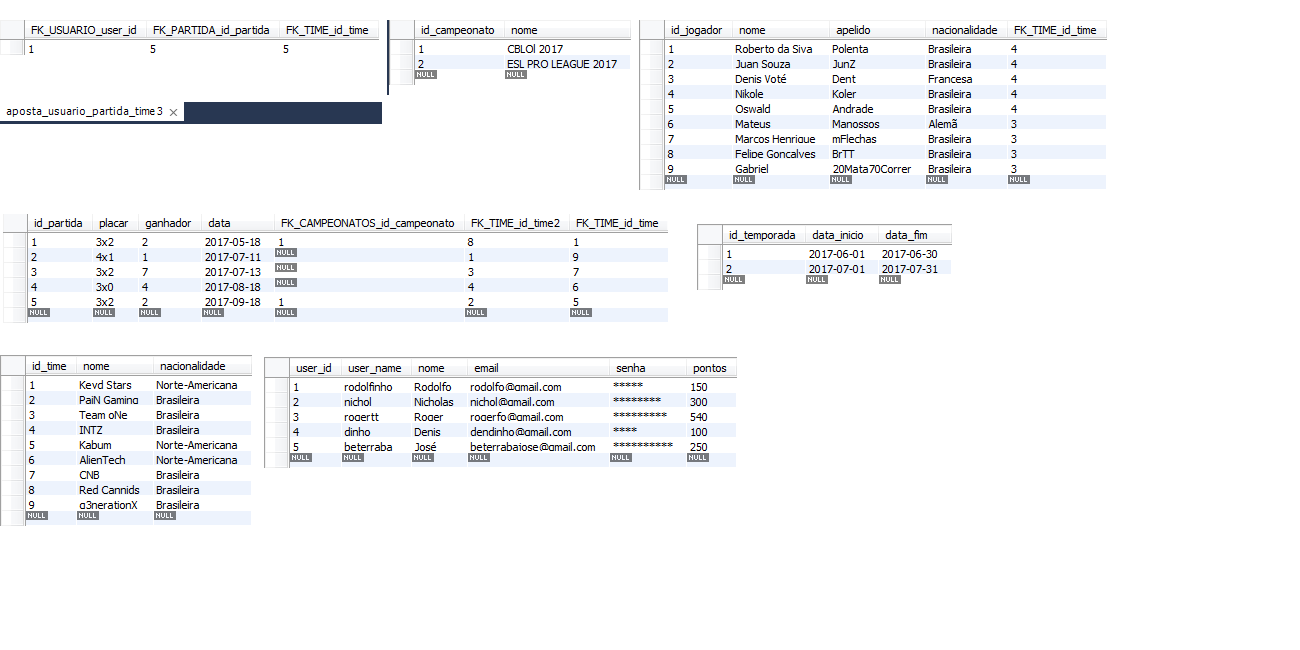 FK_USUARIO_user_id FK_PARTIDA_id_partida FK_TIME_id_time
1 5 5
aposta_usuario_partida_time 3 ×
id_campeonato nome
1 CBLOl 2017
2 ESL PRO LEAGUE 2017
NULL NULL
id_jogador nome apelido nacionalidade FK_TIME_id_time
1 Roberto da Siva Polenta Brasileira 4
2 Juan Souza JunZ Brasileira 4
3 Denis Voté Dent Francesa 4
4 Nikole Koler Brasileira 4
5 Oswald Andrade Brasileira 4
6 Mateus Manossos Alemã 3
7 Marcos Henrique mFlechas Brasileira 3
8 Felipe Goncalves BrTT Brasileira 3
9 Gabriel 20Mata70Correr Brasileira 3
NULL NULL NULL NULL NULL
id_partida placar ganhador data FK_CAMPEONATOS_id_campeonato FK_TIME_id_time2 FK_TIME_id_time
1 3x2 2 2017-05-18 1 8 1
2 4x1 1 2017-07-11 NULL 1 9
3 3x2 7 2017-07-13 NULL 3 7
4 3x0 4 2017-08-18 NULL 4 6
5 3x2 2 2017-09-18 1 2 5
NULL NULL NULL NULL NULL NULL NULL
id_temporada data_inicio data_fim
1 2017-06-01 2017-06-30
2 2017-07-01 2017-07-31
NULL NULL NULL
id_time nome nacionalidade
1 Kevd Stars Norte-Americana
2 PaiN Gaming Brasileira
3 Team oNe Brasileira
4 INTZ Brasileira
5 Kabum Norte-Americana
6 AlienTech Norte-Americana
7 CNB Brasileira
8 Red Cannids Brasileira
9 g3nerationX Brasileira
NULL NULL NULL
user_id user_name nome email senha pontos
1 rodolfinho Rodolfo rodolfo@gmail.com ***** 150
2 nichol Nicholas nichol@gmail.com ******** 300
3 rogertt Roger rogerfo@gmail.com ********* 540
4 dinho Denis dendinho@gmail.com **** 100
5 beterraba José beterrabajose@gmail.com ********** 250
NULL NULL NULL NULL NULL NULL